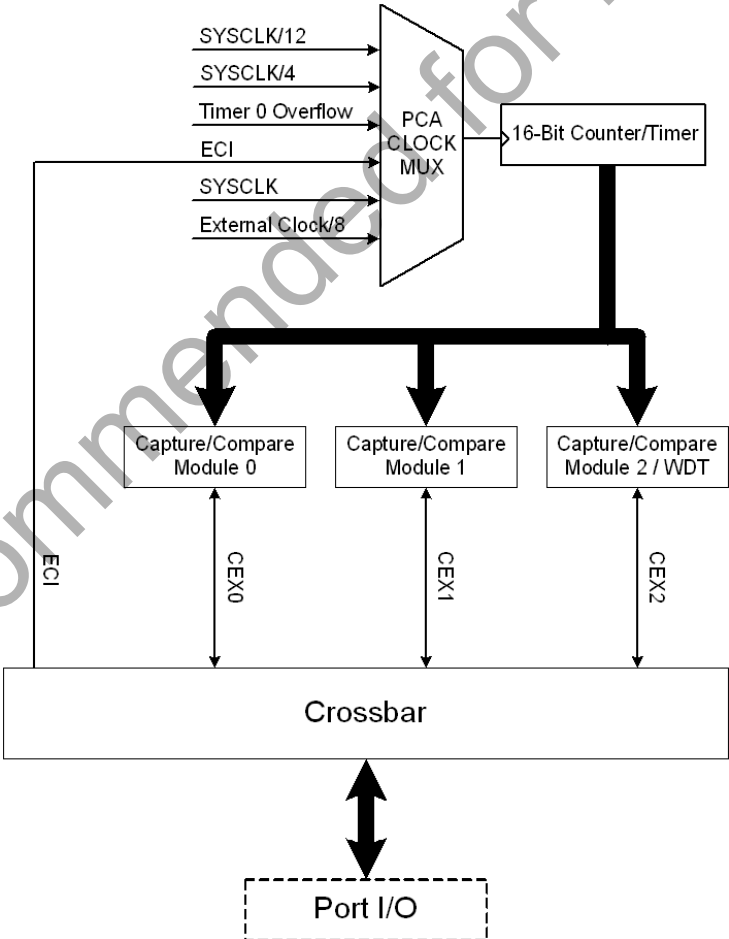 SYSCLK/12
SYSCLK/4
Timer 0 Overflow
ECI
SYSCLK
External Clock/8
PCA
CLOCK
MUX
16-Bit Counter/Timer
Capture/Compare
Module 0
Capture/Compare
Module 1
Capture/Compare
Module 2 / WDT
ECI
CEX0
CEX1
CEX2
Crossbar
Port I/O
ommended for